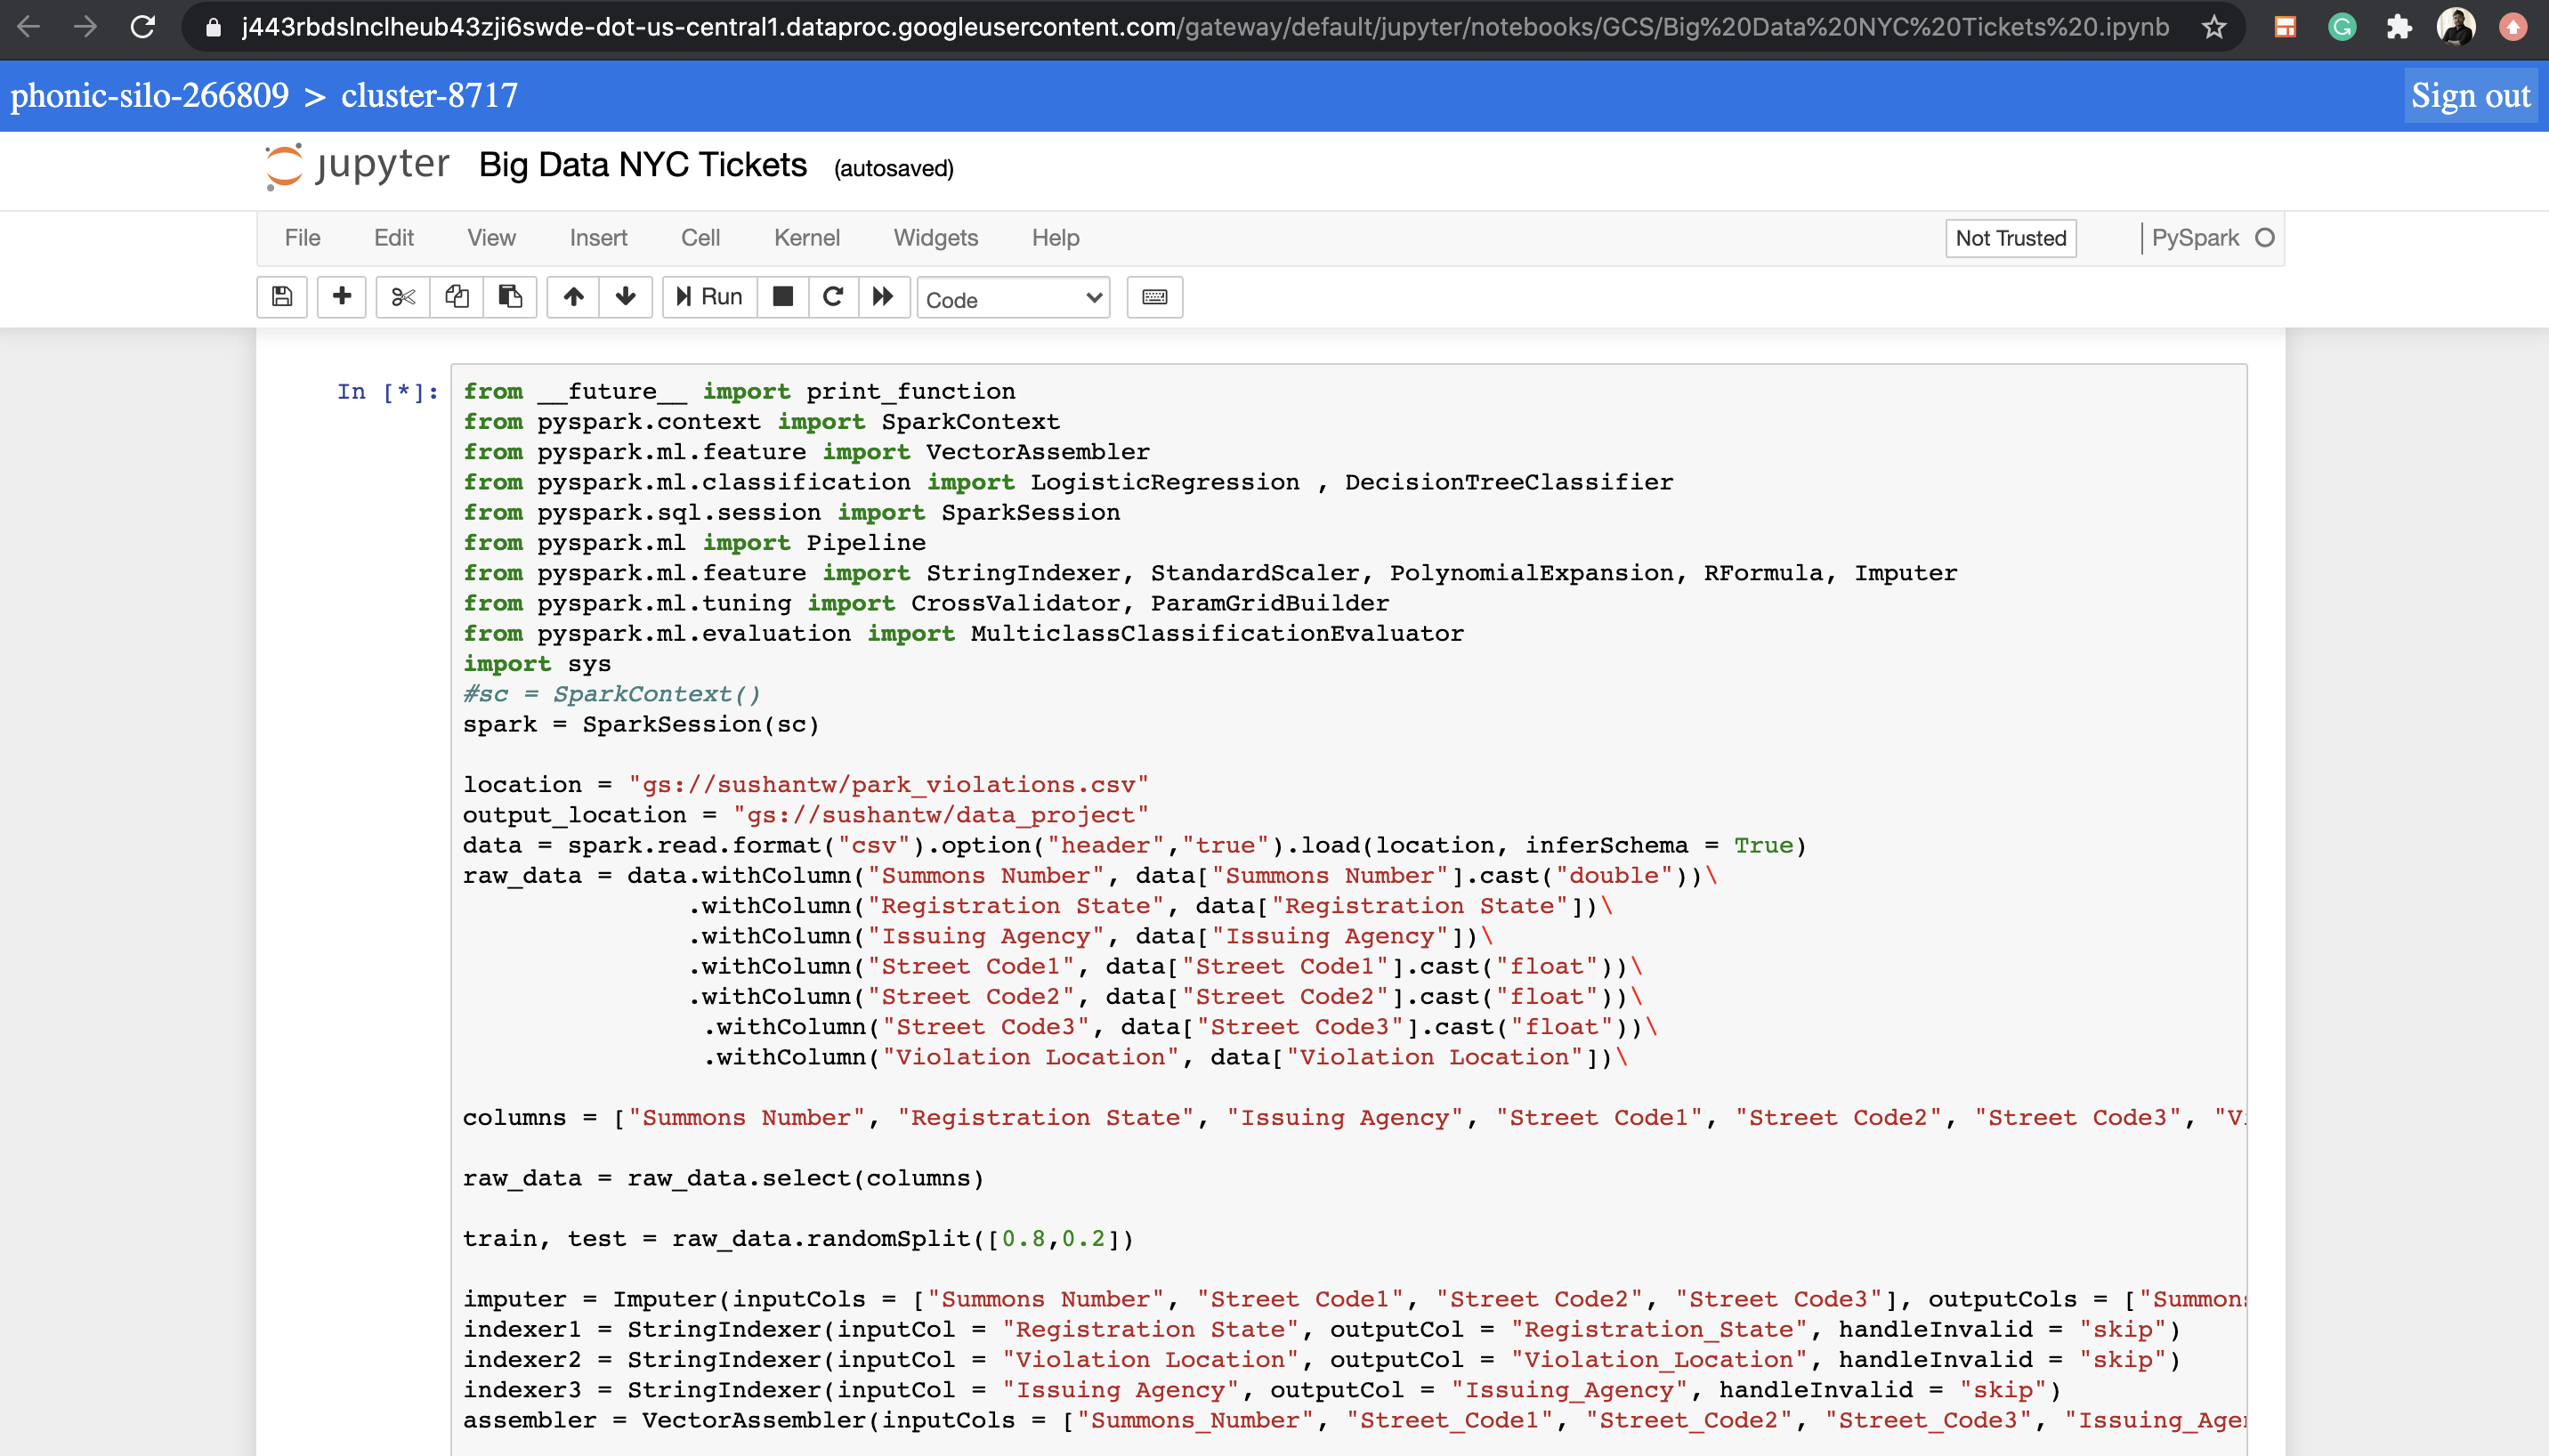 j443rbdslnclheub43zji6swde-dot-us-central1.dataproc.googleusercontent.com/gateway/default/jupyter/notebooks/GCS/Big%20Data%20NYC%20Tickets%20.ipynb
phonic-silo-266809 > cluster-8717 Sign out
jupyter Big Data NYC Tickets (autosaved)
File Edit View Insert Cell Kernel Widgets Help Not Trusted PySpark
Run Code
In [*]: from __future__ import print_function
from pyspark.context import SparkContext
from pyspark.ml.feature import VectorAssembler
from pyspark.ml.classification import LogisticRegression , DecisionTreeClassifier
from pyspark.sql.session import SparkSession
from pyspark.ml import Pipeline
from pyspark.ml.feature import StringIndexer, StandardScaler, PolynomialExpansion, RFormula, Imputer
from pyspark.ml.tuning import CrossValidator, ParamGridBuilder
from pyspark.ml.evaluation import MulticlassClassificationEvaluator
import sys
#sc = SparkContext()
spark = SparkSession(sc)
location = "gs://sushantw/park_violations.csv"
output_location = "gs://sushantw/data_project"
data = spark.read.format("csv").option("header","true").load(location, inferSchema = True)
raw_data = data.withColumn("Summons Number", data["Summons Number"].cast("double"))\
.withColumn("Registration State", data["Registration State"])\
.withColumn("Issuing Agency", data["Issuing Agency"])\
.withColumn("Street Code1", data["Street Code1"].cast("float"))\
.withColumn("Street Code2", data["Street Code2"].cast("float"))\
.withColumn("Street Code3", data["Street Code3"].cast("float"))\
.withColumn("Violation Location", data["Violation Location"])\
columns = ["Summons Number", "Registration State", "Issuing Agency", "Street Code1", "Street Code2", "Street Code3", "Vi
raw_data = raw_data.select(columns)
train, test = raw_data.randomSplit([0.8,0.2])
imputer = Imputer(inputCols = ["Summons Number", "Street Code1", "Street Code2", "Street Code3"], outputCols = ["Summons
indexer1 = StringIndexer(inputCol = "Registration State", outputCol = "Registration_State", handleInvalid = "skip")
indexer2 = StringIndexer(inputCol = "Violation Location", outputCol = "Violation_Location", handleInvalid = "skip")
indexer3 = StringIndexer(inputCol = "Issuing Agency", outputCol = "Issuing_Agency", handleInvalid = "skip")
assembler = VectorAssembler(inputCols = ["Summons_Number", "Street_Code1", "Street_Code2", "Street_Code3", "Issuing_Agen